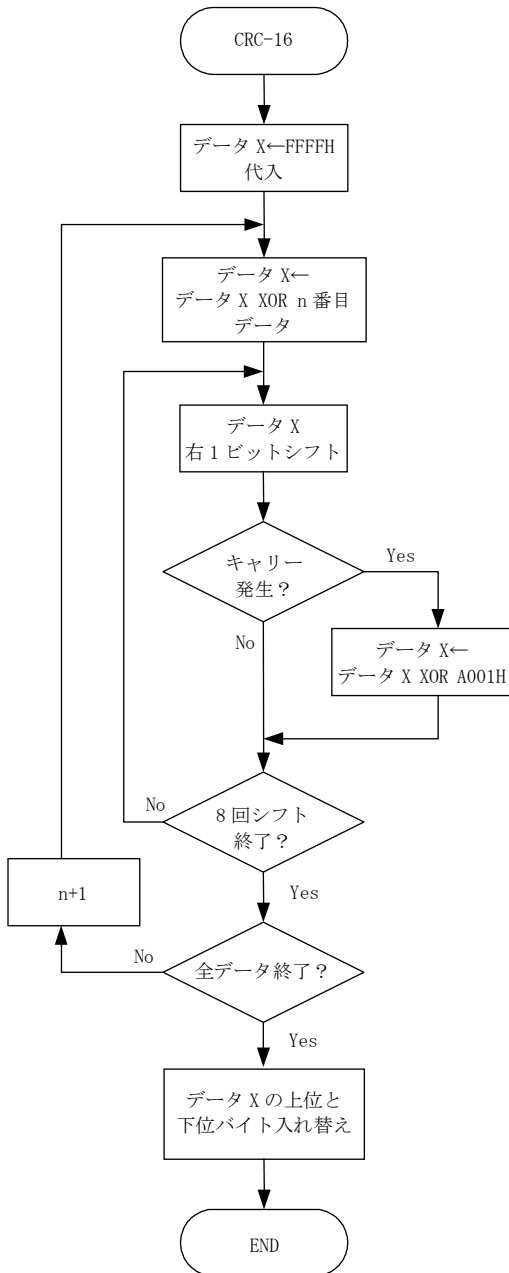 CRC-16
データ X←FFFFH
代入
データ X←
データ X XOR n 番目
データ
データ X
右 1 ビットシフト
キャリー
発生？
Yes
No
データ X←
データ X XOR A001H
8 回シフト
終了？
No
Yes
n+1
全データ終了？
No
Yes
データ X の上位と
下位バイト入れ替え
END